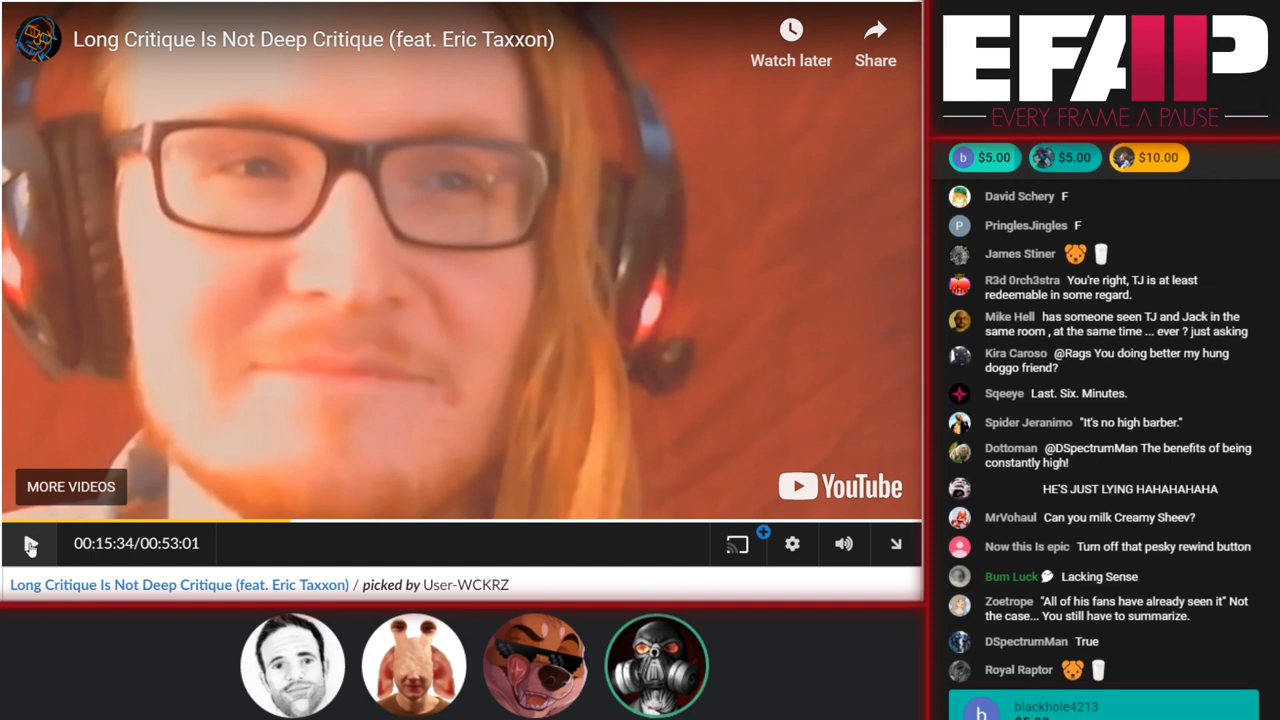 Long Critique Is Not Deep Critique (feat. Eric Taxxon)
Watch later
Share
MORE VIDEOS
YouTube
00:15:34/00:53:01
Long Critique Is Not Deep Critique (feat. Eric Taxxon) / picked by User-WCKRZ
EFAP
EVERY FRAME A PAUSE
b $5.00
$5.00
$10.00
David Schery F
P PringlesJingles F
James Stiner
R3d 0rch3stra You're right, TJ is at least
redeemable in some regard.
Mike Hell has someone seen TJ and Jack in the
same room , at the same time ... ever ? just asking
Kira Caroso @Rags You doing better my hung
doggo friend?
Sqeeye Last. Six. Minutes.
Spider Jeranimo "It's no high barber."
Dottoman @DSpectrumMan The benefits of being
constantly high!
HE'S JUST LYING HAHAHAHAHA
MrVohaul Can you milk Creamy Sheev?
Now this Is epic Turn off that pesky rewind button
Bum Luck Lacking Sense
Zoetrope "All of his fans have already seen it" Not
the case... You still have to summarize.
DSpectrumMan True
Royal Raptor
b blackhole4213
$5.00